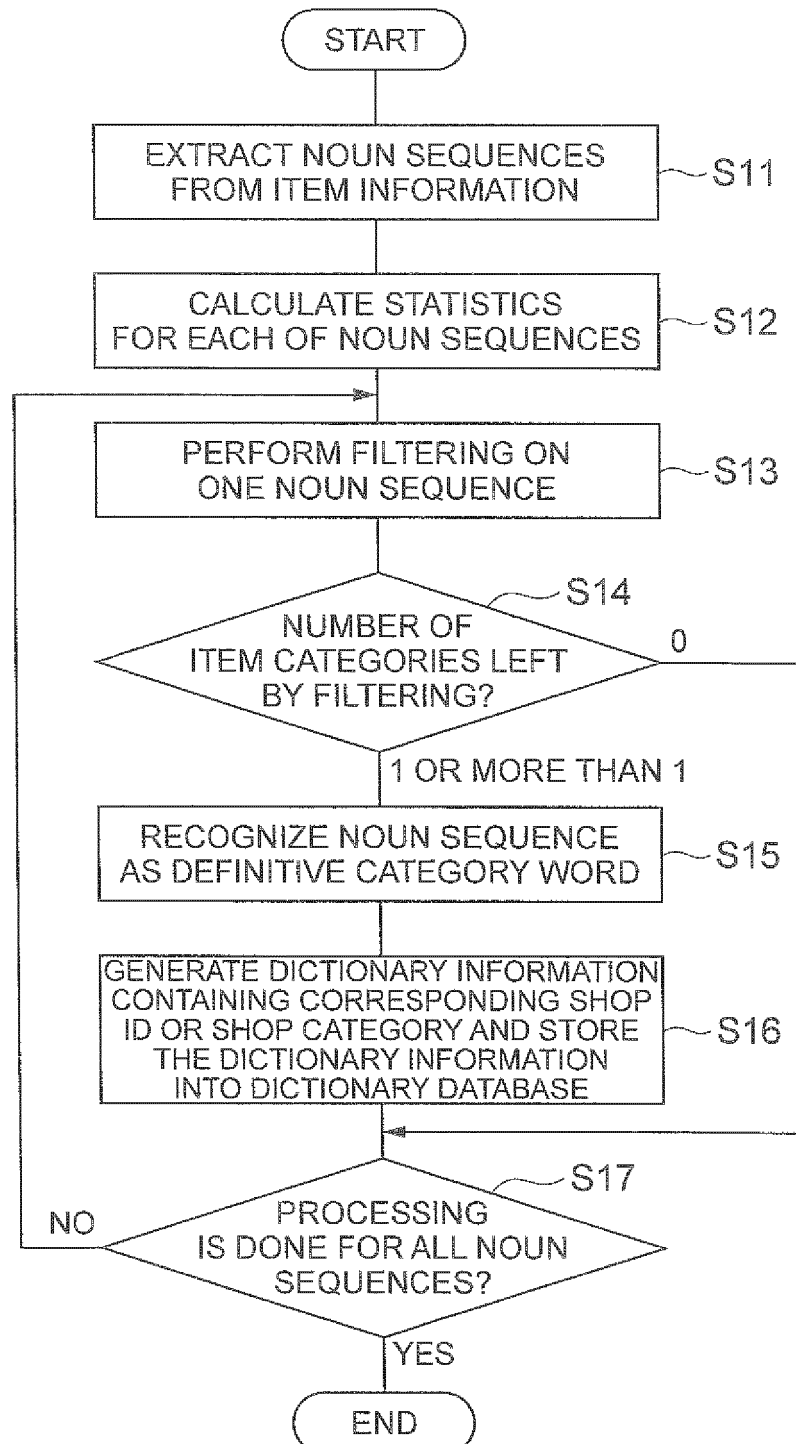 START
EXTRACT NOUN SEQUENCES
FROM ITEM INFORMATION
S11
CALCULATE STATISTICS
FOR EACH OF NOUN SEQUENCES
S12
PERFORM FILTERING ON
ONE NOUN SEQUENCE
S13
S14
NUMBER OF
ITEM CATEGORIES LEFT
BY FILTERING?
0
1 OR MORE THAN 1
RECOGNIZE NOUN SEQUENCE
AS DEFINITIVE CATEGORY WORD
S15
GENERATE DICTIONARY INFORMATION
CONTAINING CORRESPONDING SHOP
ID OR SHOP CATEGORY AND STORE
THE DICTIONARY INFORMATION
INTO DICTIONARY DATABASE
S16
S17
NO
PROCESSING
IS DONE FOR ALL NOUN
SEQUENCES?
YES
END